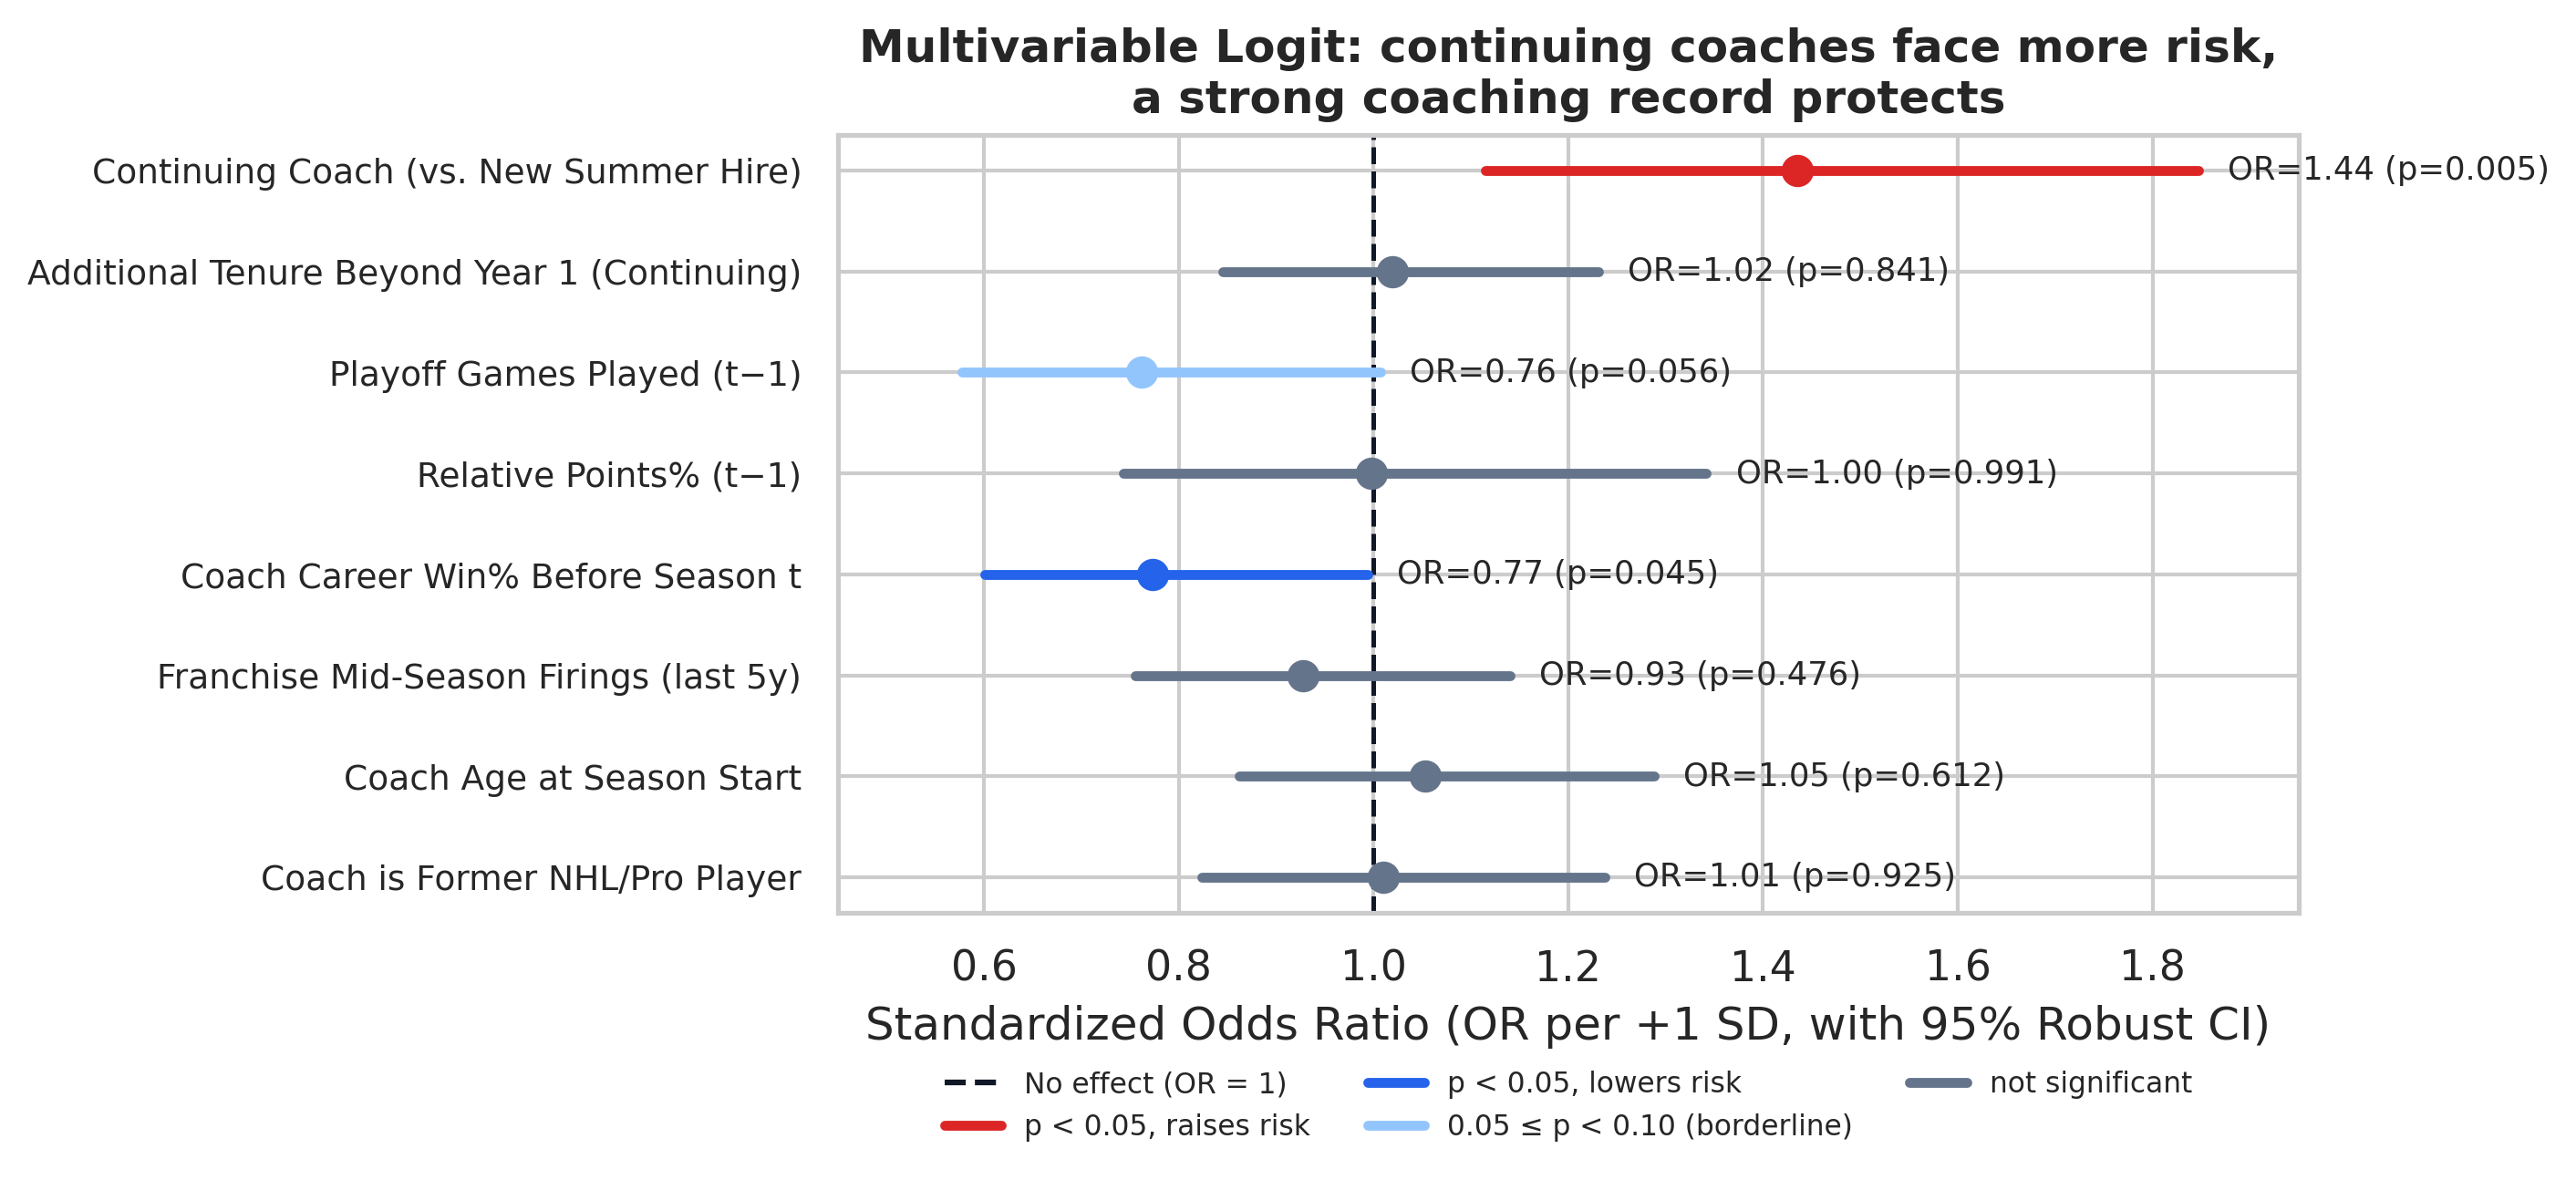 Multivariable Logit: continuing coaches face more risk,
a strong coaching record protects
Continuing Coach (vs. New Summer Hire)
OR=1.44 (p=0.005)
Additional Tenure Beyond Year 1 (Continuing)
OR=1.02 (p=0.841)
Playoff Games Played (t−1)
OR=0.76 (p=0.056)
Relative Points% (t−1)
OR=1.00 (p=0.991)
Coach Career Win% Before Season t
OR=0.77 (p=0.045)
Franchise Mid-Season Firings (last 5y)
OR=0.93 (p=0.476)
Coach Age at Season Start
OR=1.05 (p=0.612)
Coach is Former NHL/Pro Player
OR=1.01 (p=0.925)
0.6 0.8 1.0 1.2 1.4 1.6 1.8
Standardized Odds Ratio (OR per +1 SD, with 95% Robust CI)
No effect (OR = 1)
p < 0.05, raises risk
p < 0.05, lowers risk
0.05 ≤ p < 0.10 (borderline)
not significant